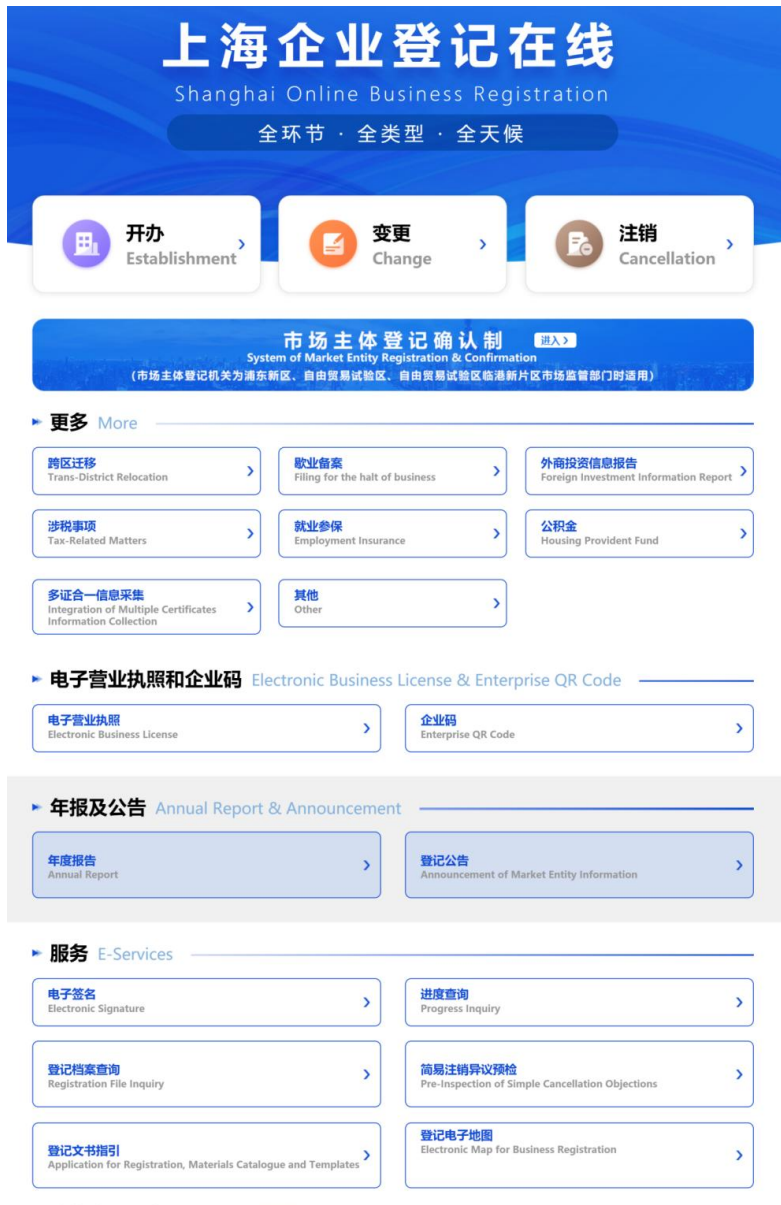 上海企业登记在线
Shanghai Online Business Registration
全环节 · 全类型 · 全天候
开办
Establishment
变更
Change
注销
Cancellation
市场主体登记确认制 进入>
System of Market Entity Registration & Confirmation
(市场主体登记机关为浦东新区、自由贸易试验区、自由贸易试验区临港新片区市场监管部门时适用)
更多 More
跨区迁移
Trans-District Relocation
歇业备案
Filing for the halt of business
外商投资信息报告
Foreign Investment Information Report
涉税事项
Tax-Related Matters
就业参保
Employment Insurance
公积金
Housing Provident Fund
多证合一信息采集
Integration of Multiple Certificates
Information Collection
其他
Other
电子营业执照和企业码 Electronic Business License & Enterprise QR Code
电子营业执照
Electronic Business License
企业码
Enterprise QR Code
年报及公告 Annual Report & Announcement
年度报告
Annual Report
登记公告
Announcement of Market Entity Information
服务 E-Services
电子签名
Electronic Signature
进度查询
Progress Inquiry
登记档案查询
Registration File Inquiry
简易注销异议预检
Pre-Inspection of Simple Cancellation Objections
登记文书指引
Application for Registration, Materials Catalogue and Templates
登记电子地图
Electronic Map for Business Registration